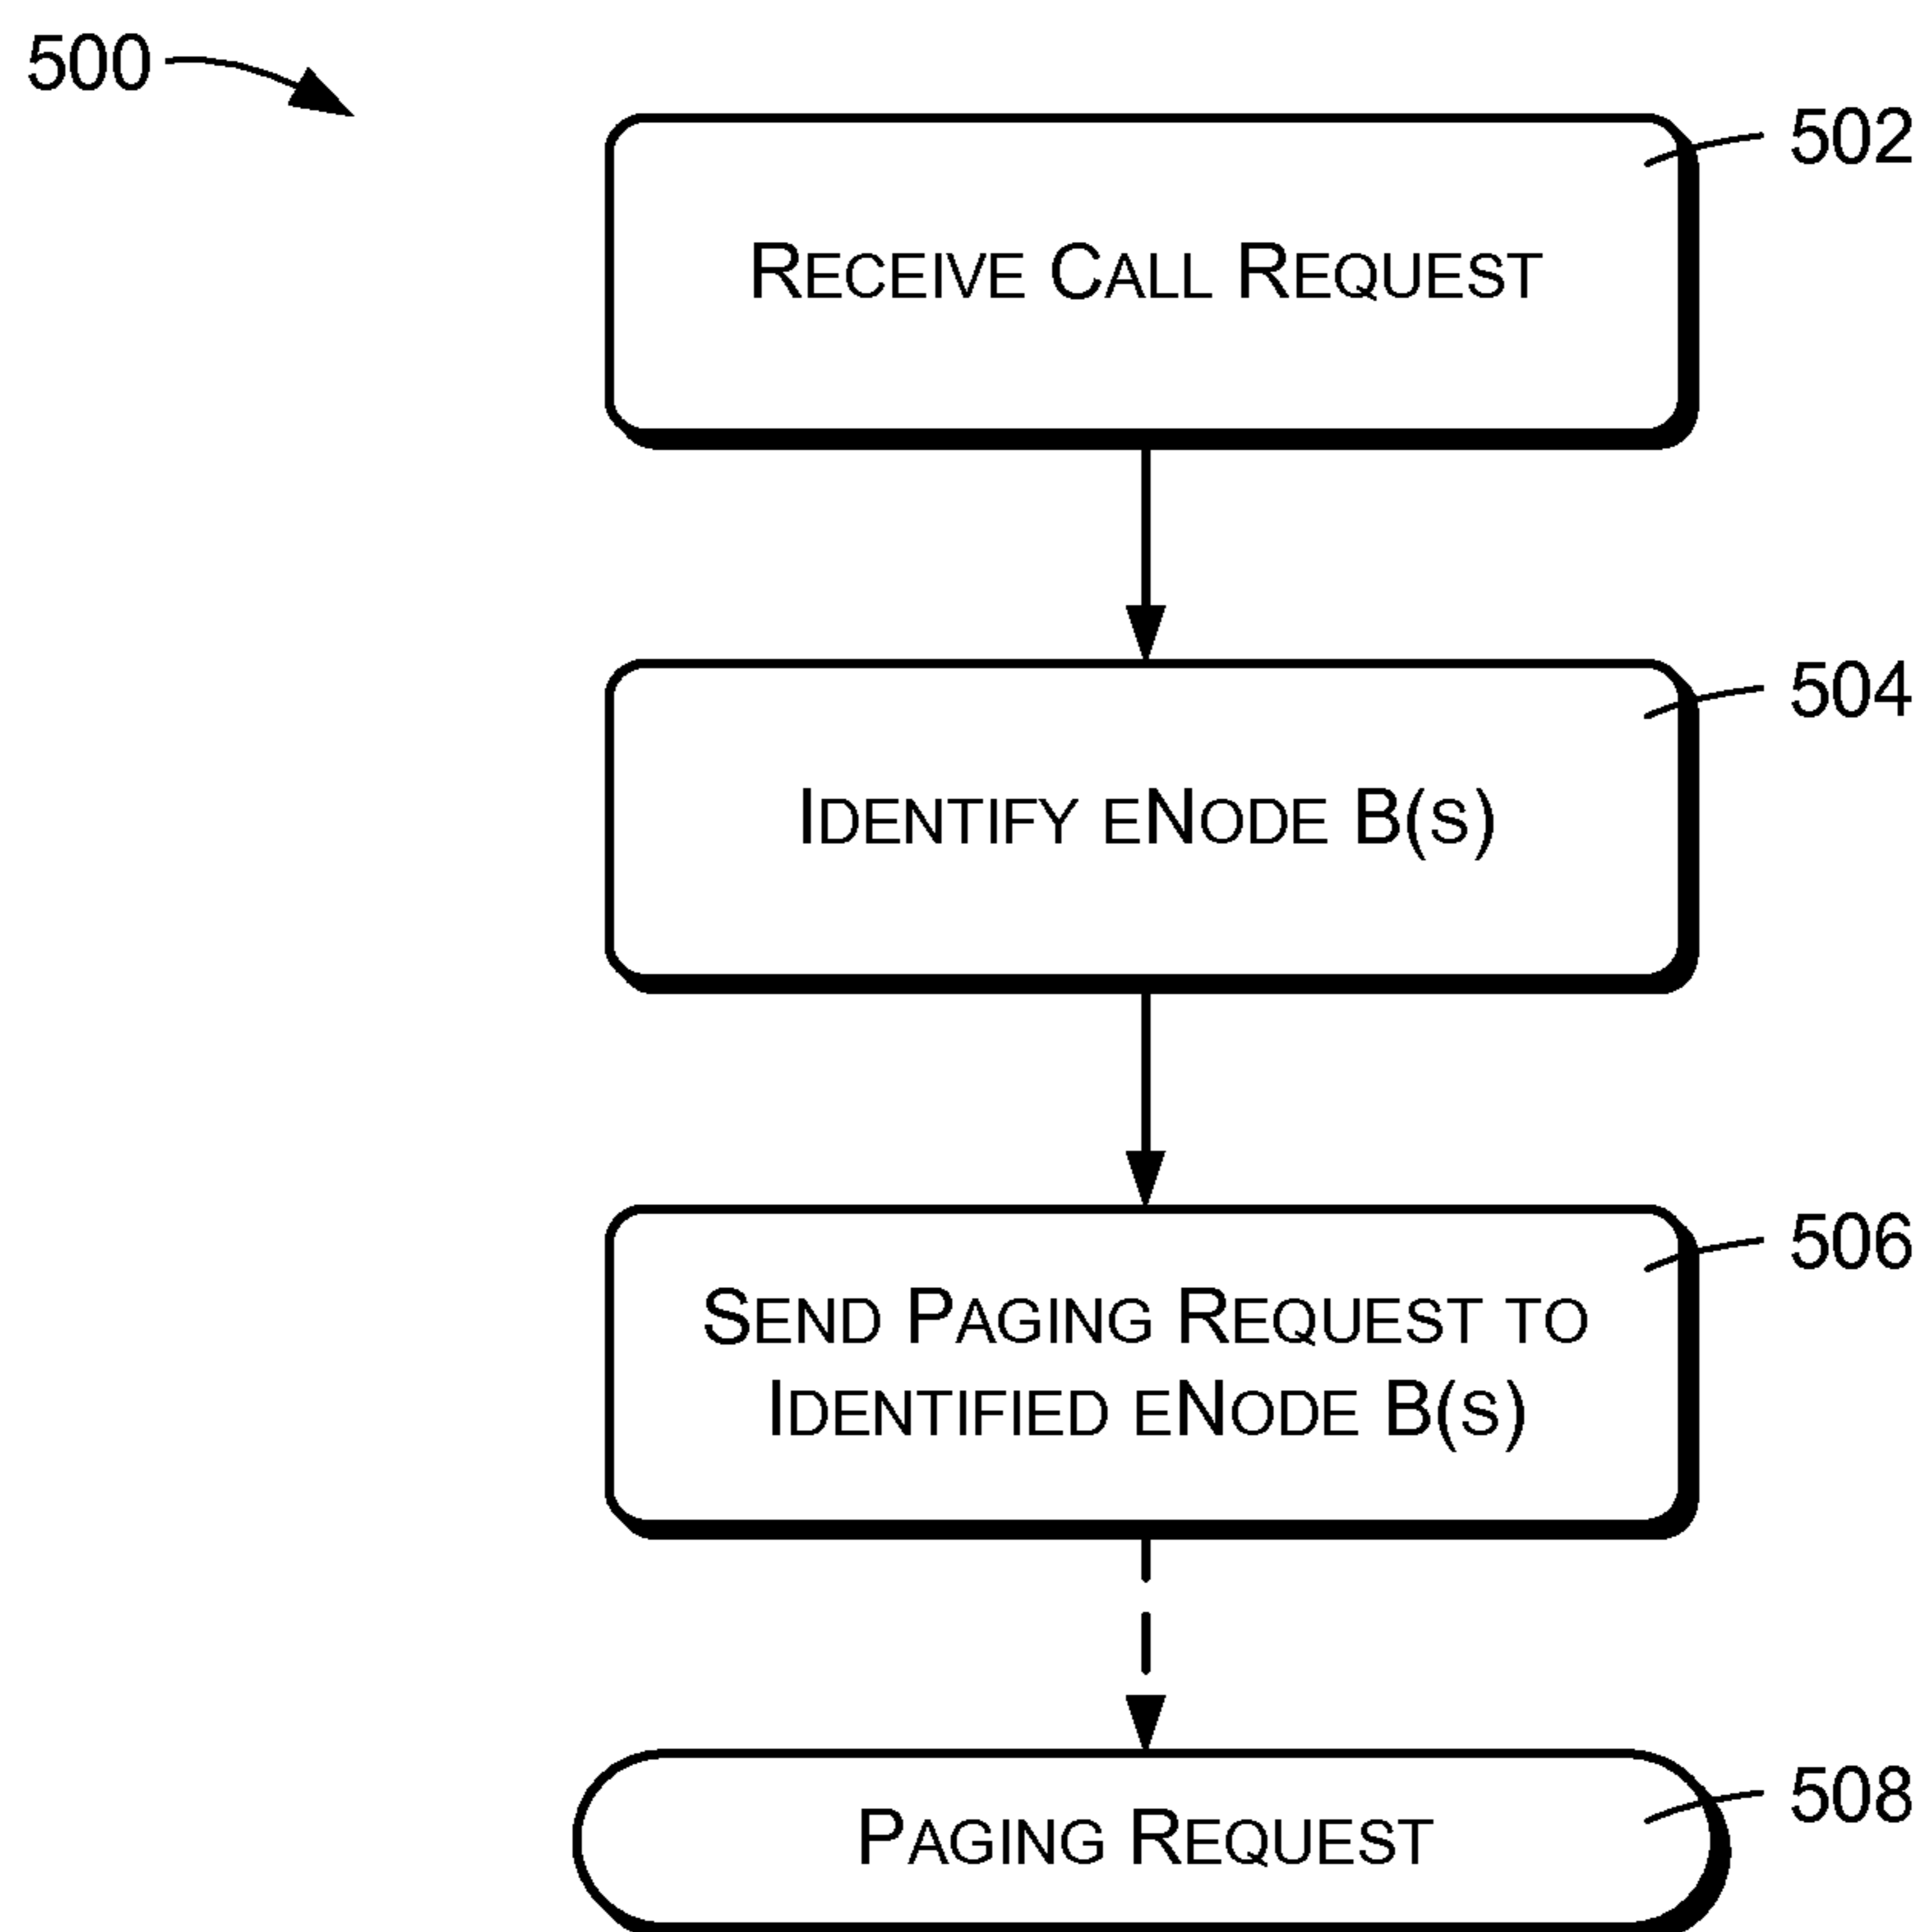 500
502
RECEIVE CALL REQUEST
504
IDENTIFY ENODE B(S)
506
SEND PAGING REQUEST TO
IDENTIFIED ENODE B(S)
508
PAGING REQUEST